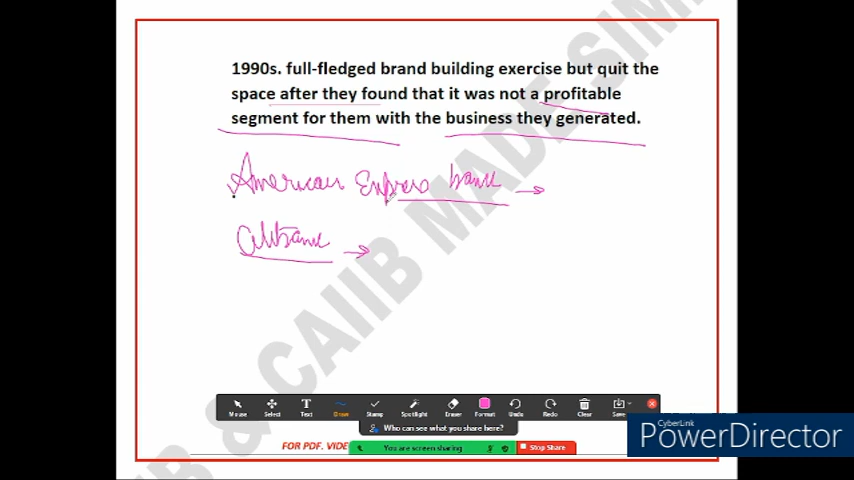 1990s. full-fledged brand building exercise but quit the
space after they found that it was not a profitable
segment for them with the business they generated.
American Express bank →
Citibank →
& CAIIB MADE SIM
Mouse Select Text Draw Stamp Spotlight Eraser Format Undo Redo Clear Save
Who can see what you share here?
FOR PDF. VIDE
You are screen sharing Stop Share
CyberLink
PowerDirector